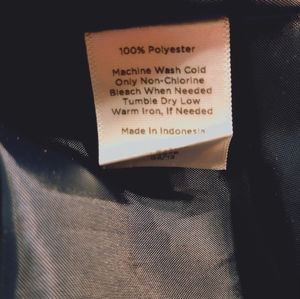 100% Polyester
Machine Wash Cold
Only Non-Chlorine
Bleach When Needed
Tumble Dry Low
Warm Iron, If Needed
Made In Indonesia